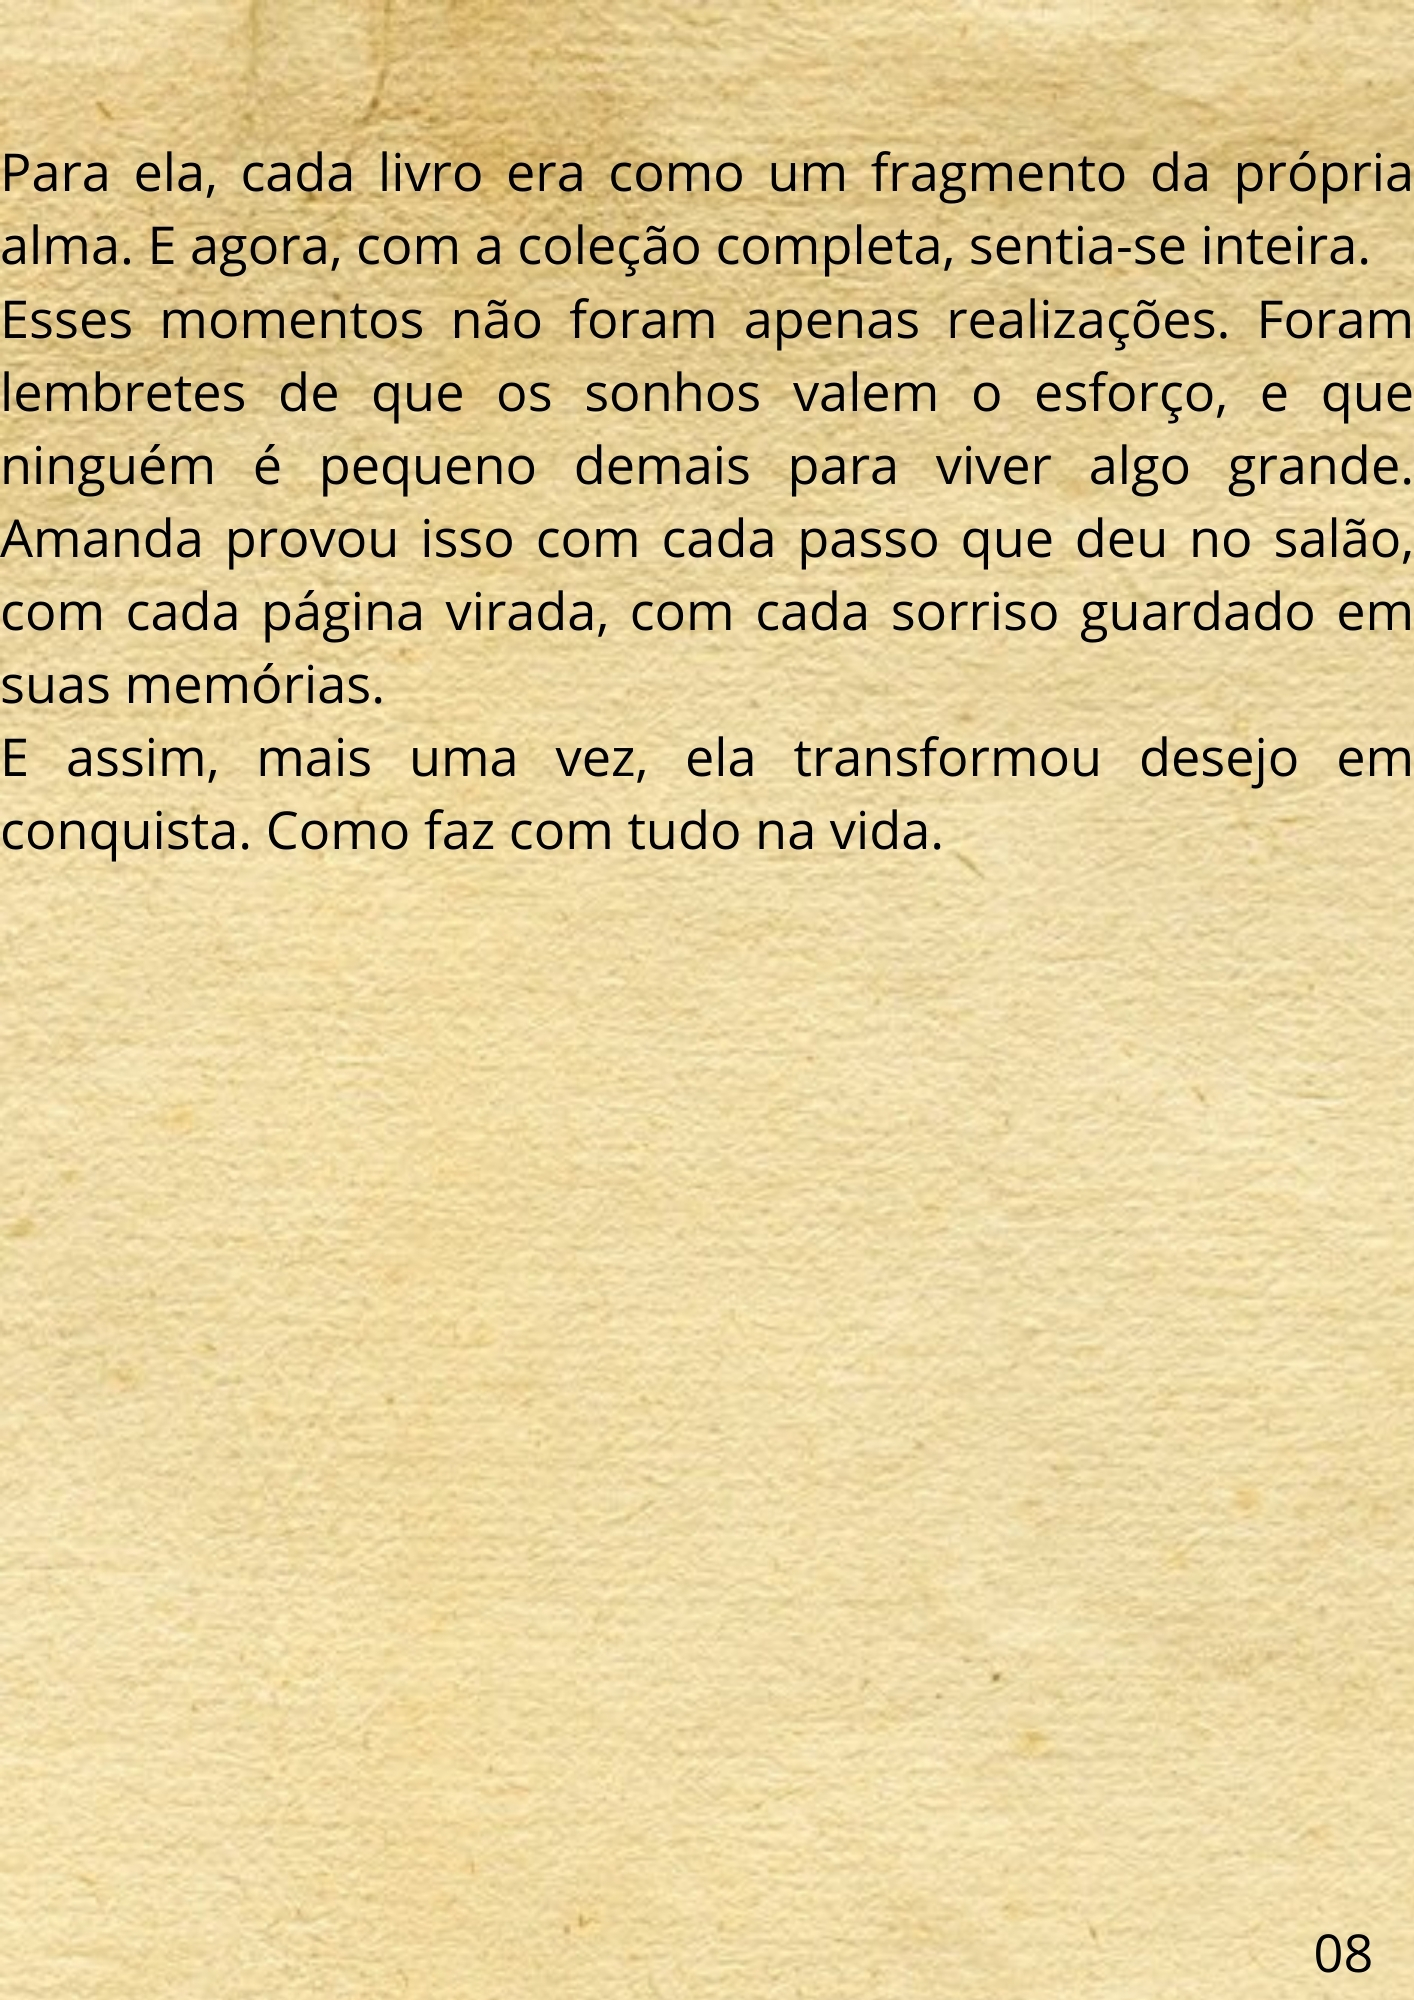 Para ela, cada livro era como um fragmento da própria
alma. E agora, com a coleção completa, sentia-se inteira.
Esses momentos não foram apenas realizações. Foram
lembretes de que os sonhos valem o esforço, e que
ninguém é pequeno demais para viver algo grande.
Amanda provou isso com cada passo que deu no salão,
com cada página virada, com cada sorriso guardado em
suas memórias.
E assim, mais uma vez, ela transformou desejo em
conquista. Como faz com tudo na vida.
08